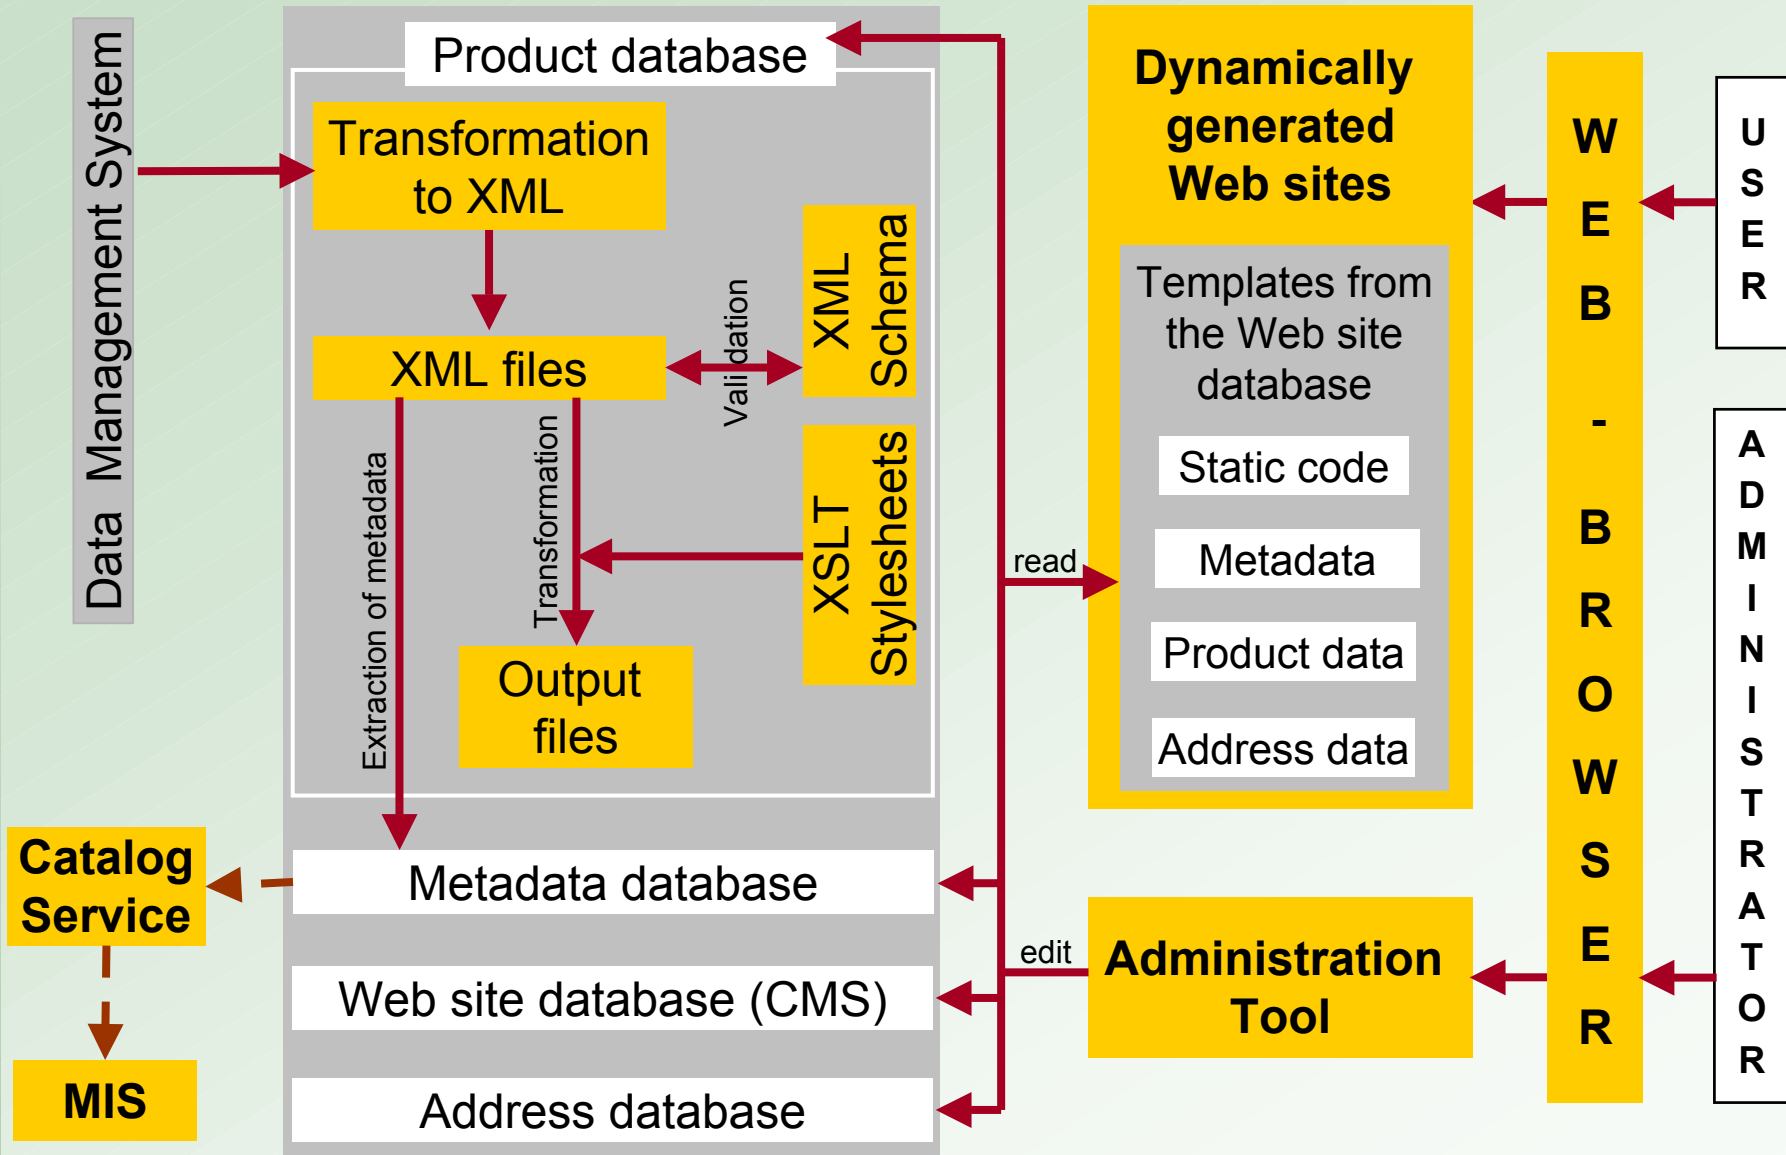 Data Management System
Product database
Transformation
to XML
XML files
Validation
XML
Schema
Extraction of metadata
Transformation
XSLT
Stylesheets
Output
files
Metadata database
Web site database (CMS)
Address database
Catalog
Service
MIS
read
edit
Dynamically
generated
Web sites
Templates from
the Web site
database
Static code
Metadata
Product data
Address data
Administration
Tool
WEB-BROWSER
USER
ADMINISTRATOR